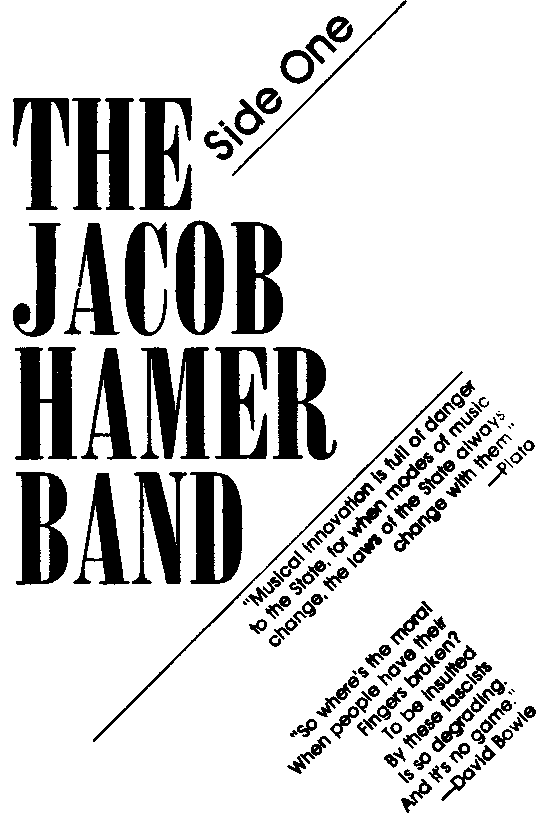 Side One
THE
JACOB
HAMER
BAND
"Musical innovation is full of danger
to the State, for when modes of music
change, the laws of the State always
change with them."
—Plato
"So where's the moral
When people have their
Fingers broken?
To be insulted
By these fascists
Is so degrading.
And it's no game."
—David Bowie